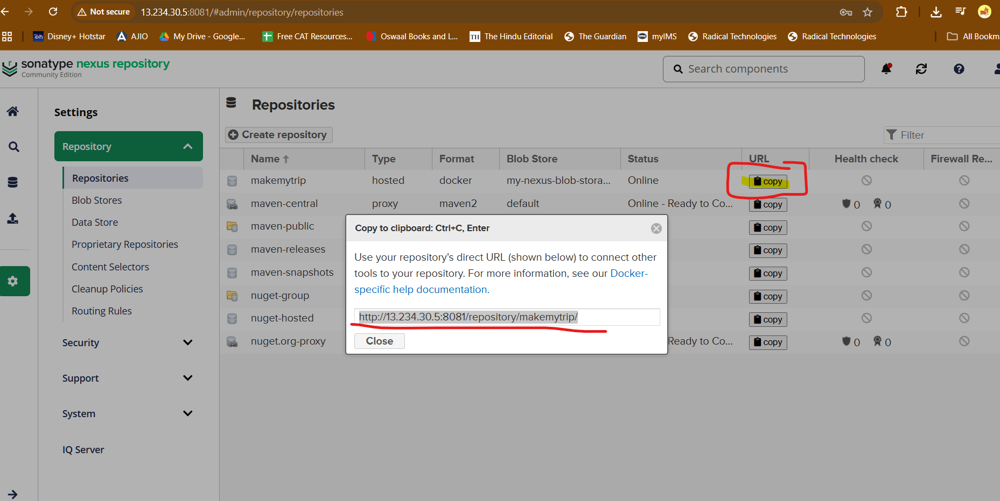 Not secure 13.234.30.5:8081/#admin/repository/repositories
Disney+ Hotstar AJIO My Drive - Google... Free CAT Resources... Oswaal Books and L... TH The Hindu Editorial The Guardian myIMS Radical Technologies Radical Technologies All Bookm
sonatype nexus repository
Community Edition
Search components
Settings
Repository
Repositories
Blob Stores
Data Store
Proprietary Repositories
Content Selectors
Cleanup Policies
Routing Rules
Security
Support
System
IQ Server
Repositories
Create repository
Filter
Name Type Format Blob Store Status URL Health check Firewall Re...
makemytrip hosted docker my-nexus-blob-stora... Online copy
maven-central proxy maven2 default Online - Ready to Co... copy 0 0
maven-public copy
maven-releases copy
maven-snapshots copy
nuget-group copy
nuget-hosted copy
nuget.org-proxy Ready to Co... copy 0 0
Copy to clipboard: Ctrl+C, Enter
Use your repository's direct URL (shown below) to connect other
tools to your repository. For more information, see our Docker-
specific help documentation.
http://13.234.30.5:8081/repository/makemytrip/
Close